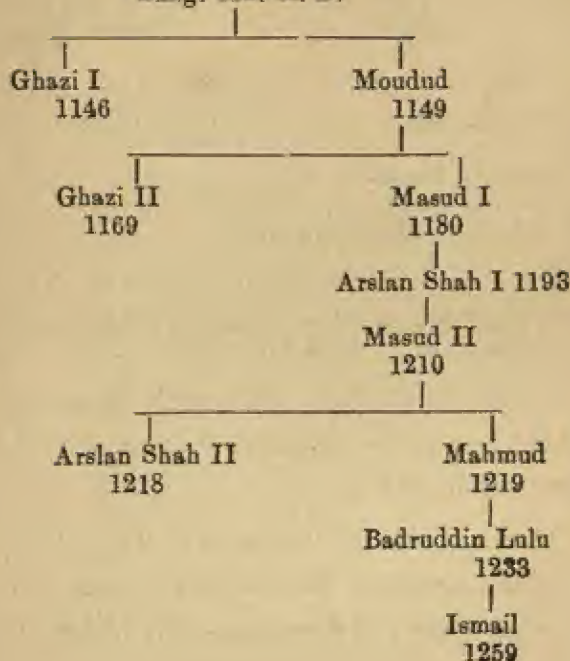 Ghazi I Moudud
1146 1149
Ghazi II Masud I
1169 1180
Arslan Shah I 1193
Masud II
1210
Arslan Shah II Mahmud
1218 1219
Badruddin Lulu
1233
Ismail
1259